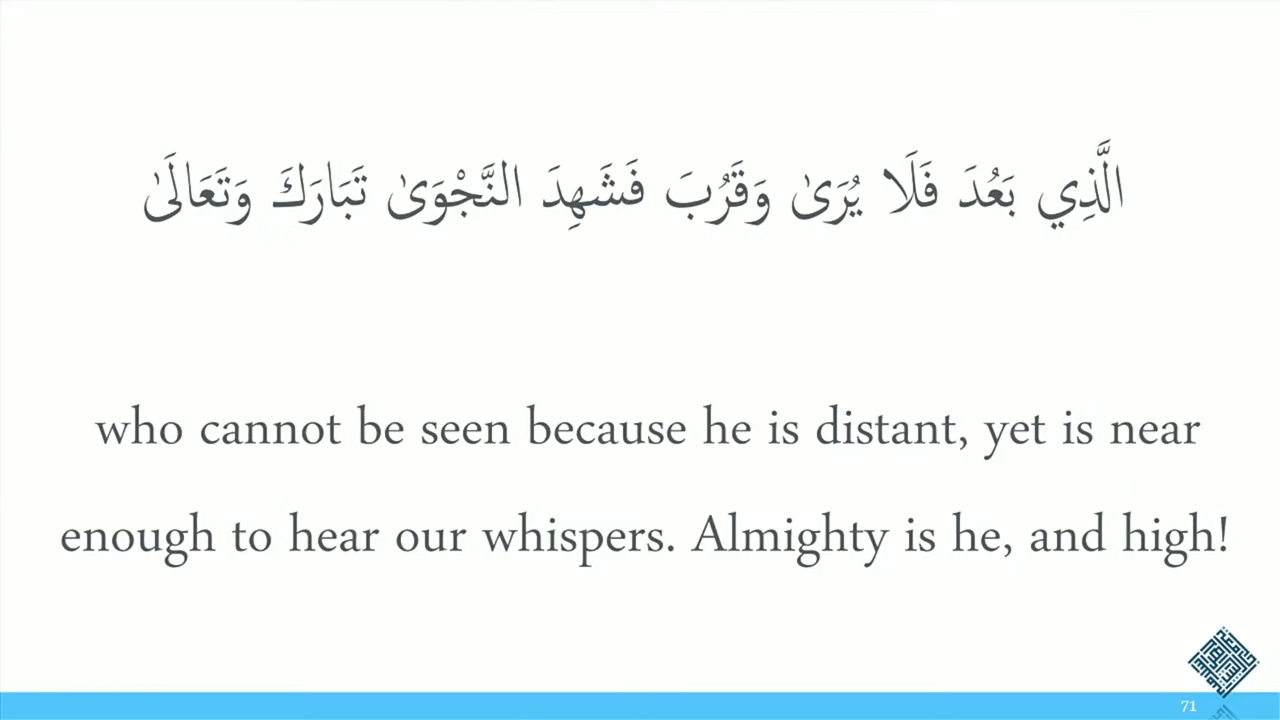 الَّذِي بَعُدَ فَلَا يُرَىٰ وَقَرُبَ فَشَهِدَ النَّجْوَىٰ تَبَارَكَ وَتَعَالَىٰ
who cannot be seen because he is distant, yet is near
enough to hear our whispers. Almighty is he, and high!
71